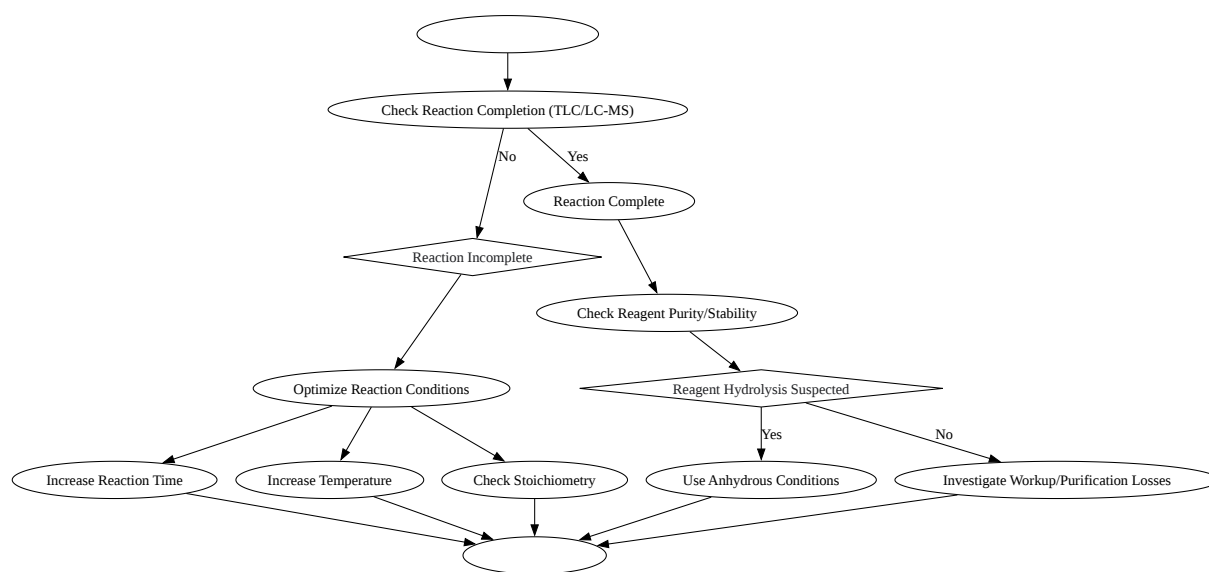 Check Reaction Completion (TLC/LC-MS)
No
Yes
Reaction Complete
Reaction Incomplete
Check Reagent Purity/Stability
Optimize Reaction Conditions
Reagent Hydrolysis Suspected
Yes
No
Increase Reaction Time
Increase Temperature
Check Stoichiometry
Use Anhydrous Conditions
Investigate Workup/Purification Losses